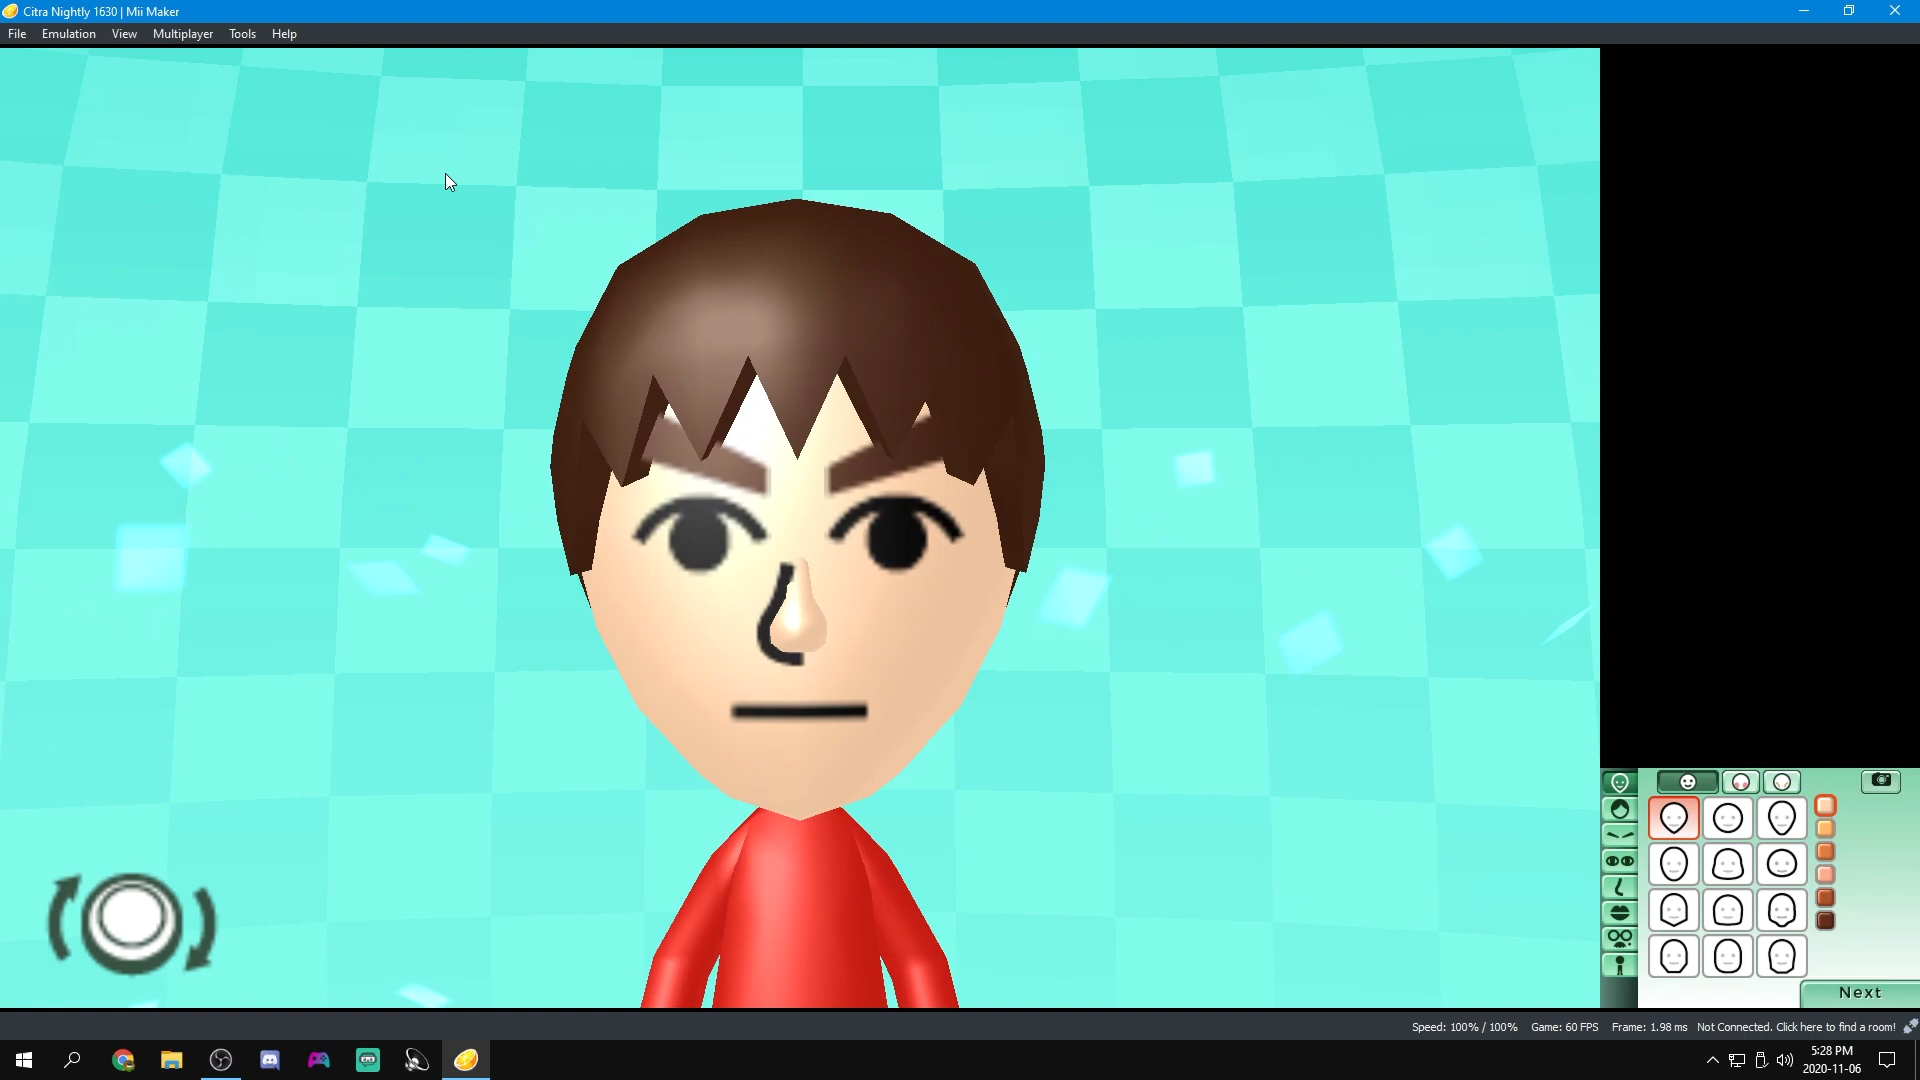 Citra Nightly 1630 | Mii Maker
File Emulation View Multiplayer Tools Help
Next
Speed: 100% / 100% Game: 60 FPS Frame: 1.98 ms Not Connected. Click here to find a room!
5:28 PM
2020-11-06